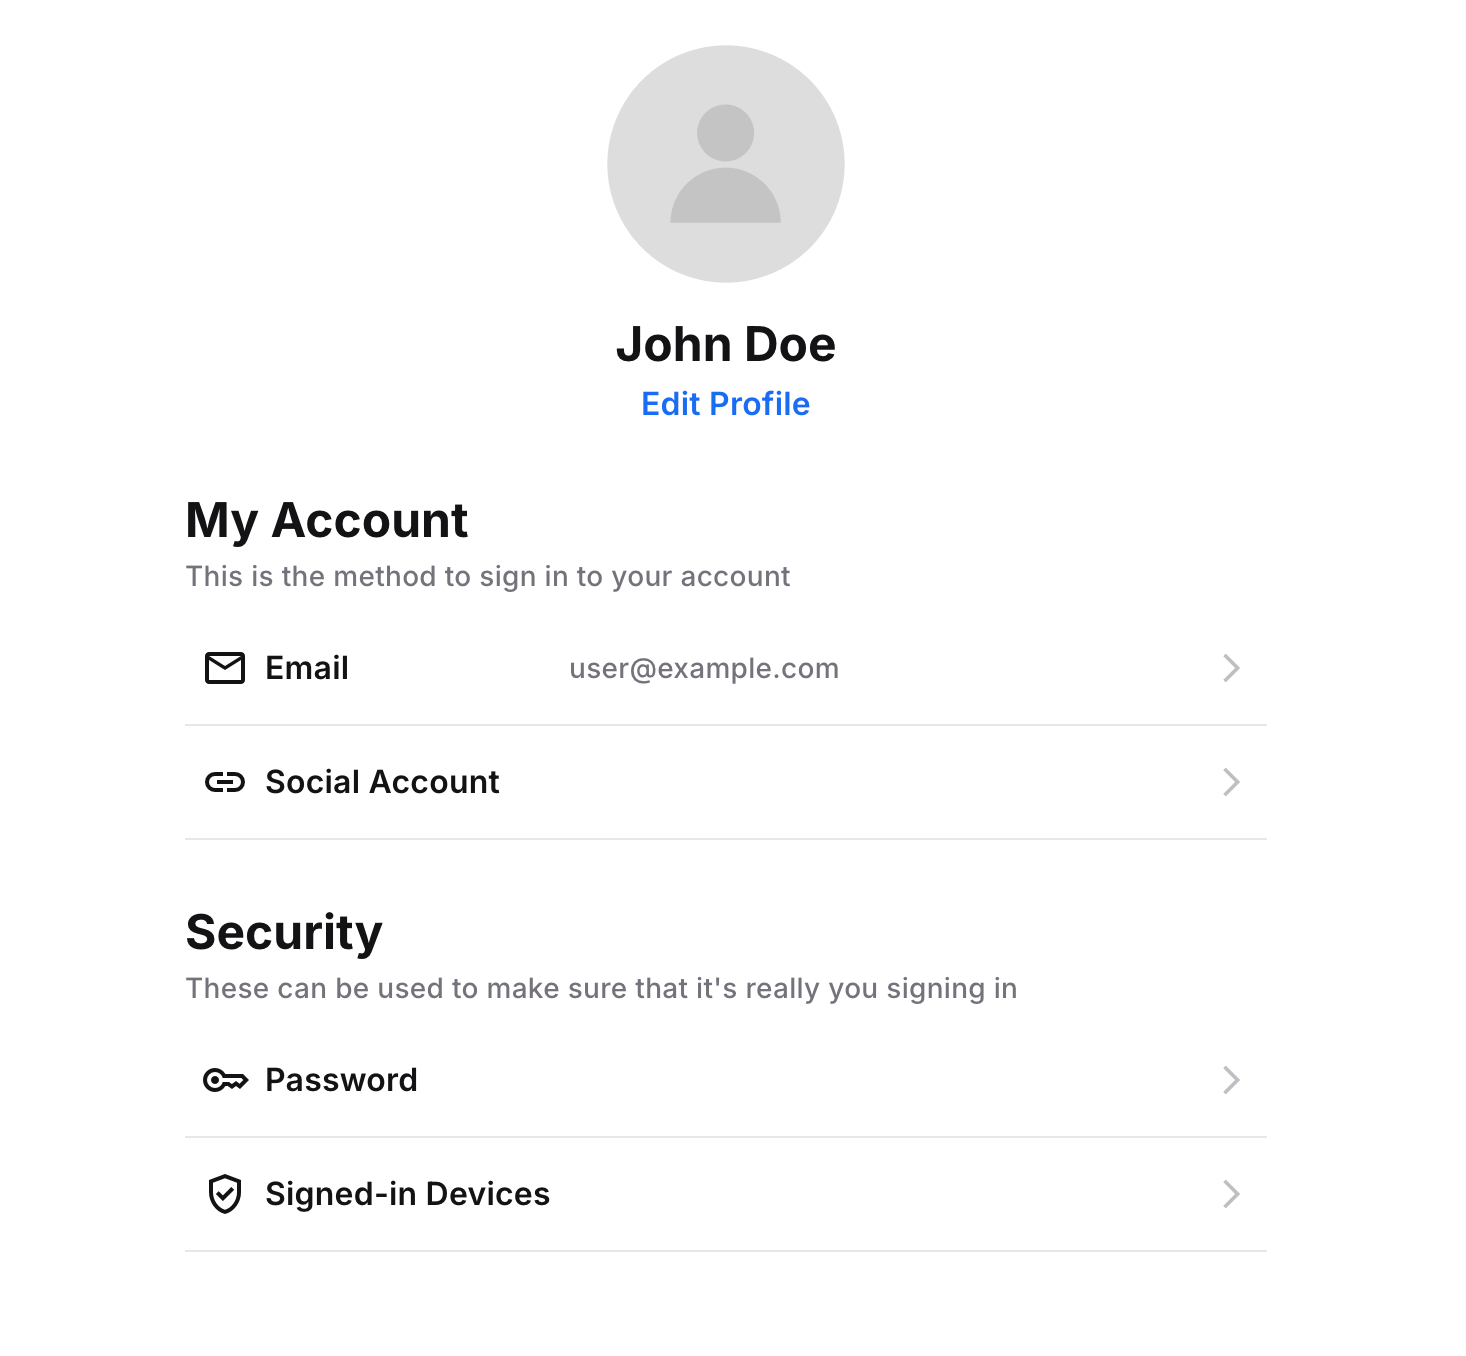 John Doe
Edit Profile
My Account
This is the method to sign in to your account
Email user@example.com
Social Account
Security
These can be used to make sure that it's really you signing in
Password
Signed-in Devices